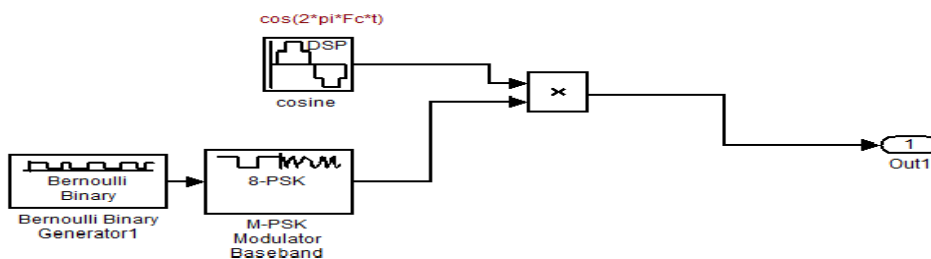 cos(2*pi*Fc*t)
DSP
cosine
×
1
Out1
Bernoulli
Binary
Bernoulli Binary
Generator1
8-PSK
M-PSK
Modulator
Baseband